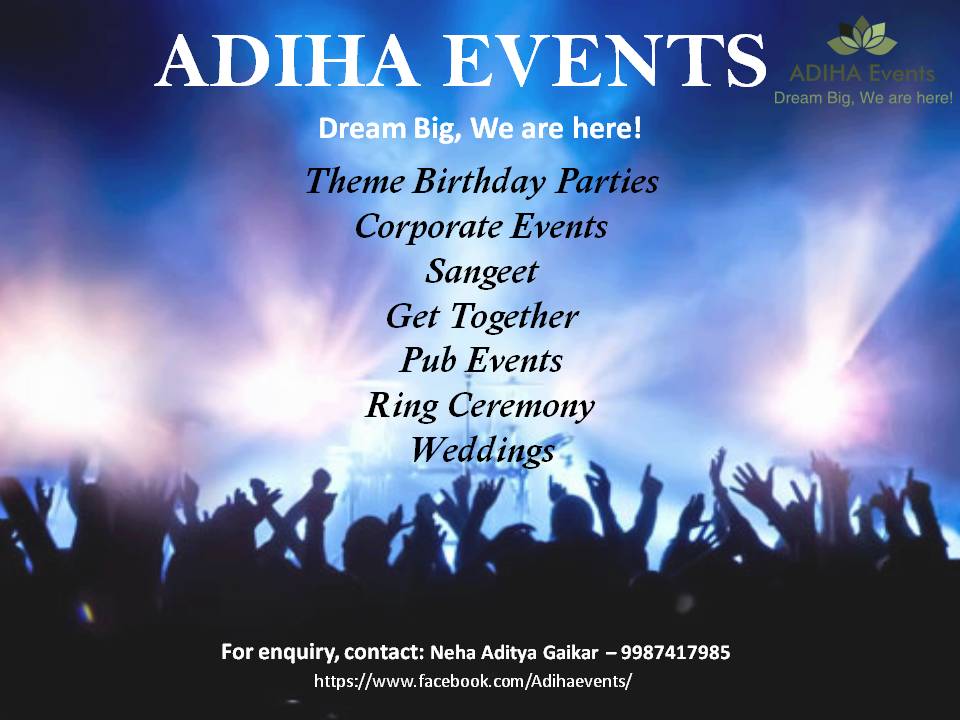 ADIHA EVENTS
ADIHA Events
Dream Big, We are here!
Dream Big, We are here!
Theme Birthday Parties
Corporate Events
Sangeet
Get Together
Pub Events
Ring Ceremony
Weddings
For enquiry, contact: Neha Aditya Gaikar – 9987417985
https://www.facebook.com/Adihaevents/